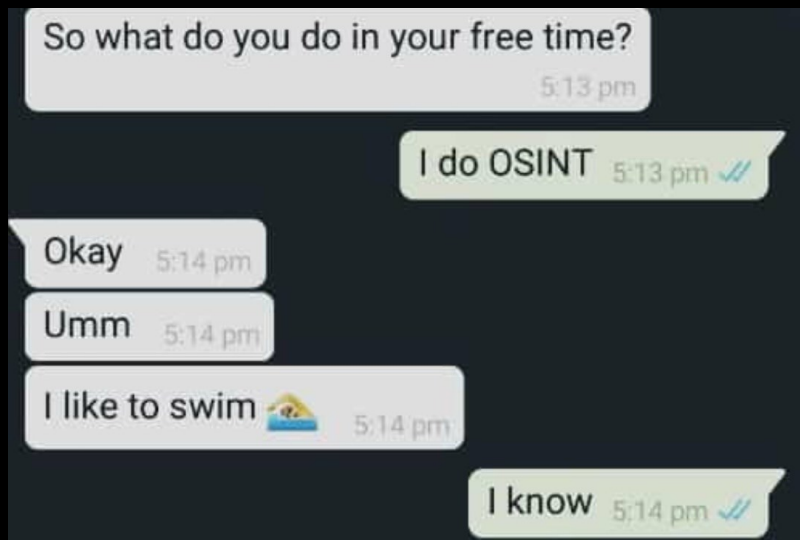 So what do you do in your free time?
5:13 pm
I do OSINT 5:13 pm
Okay 5:14 pm
Umm 5:14 pm
I like to swim 🏊 5:14 pm
I know 5:14 pm